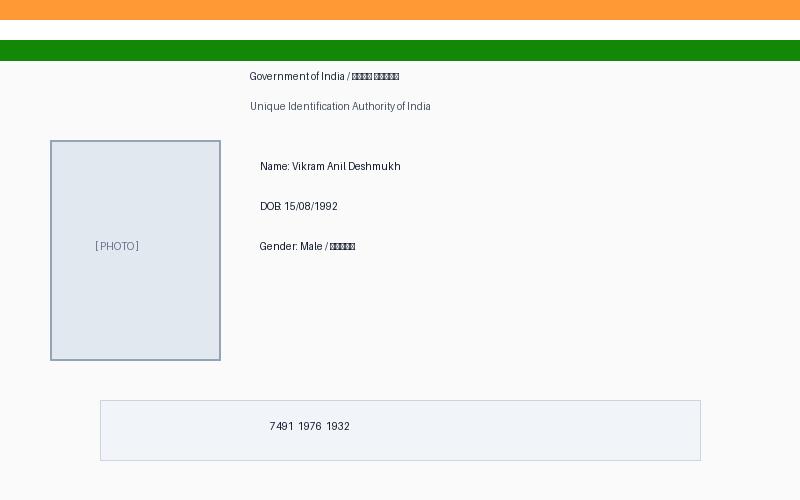 Government of India /
Unique Identification Authority of India
Name: Vikram Anil Deshmukh
DOB: 15/08/1992
[ PHOTO ]
Gender: Male /
7491 1976 1932